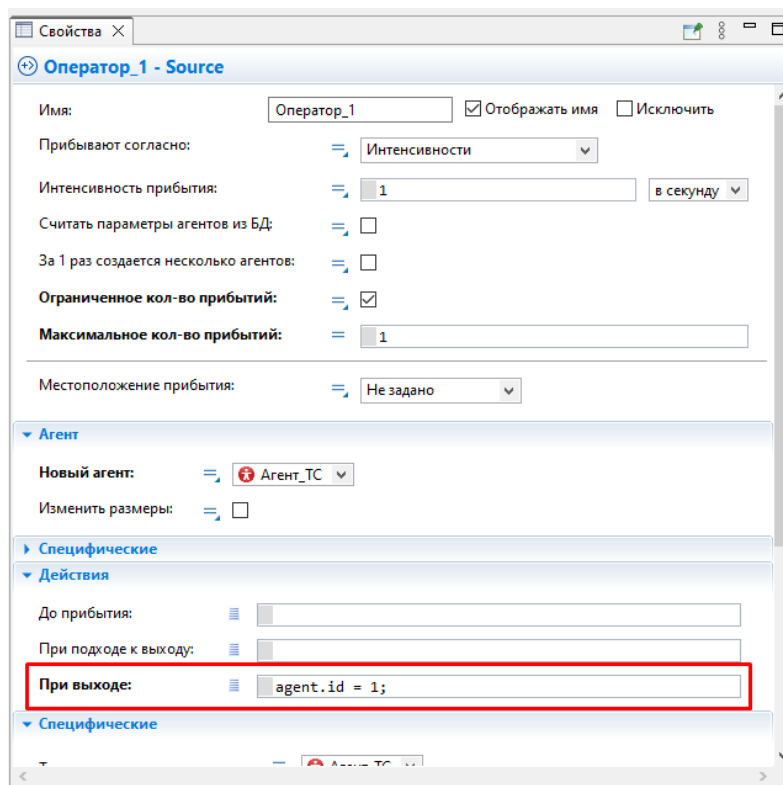 Свойства
Оператор_1 - Source
Имя: Оператор_1 Отображать имя Исключить
Прибывают согласно: Интенсивности
Интенсивность прибытия: 1 в секунду
Считать параметры агентов из БД:
За 1 раз создается несколько агентов:
Ограниченное кол-во прибытий:
Максимальное кол-во прибытий: 1
Местоположение прибытия: Не задано
Агент
Новый агент: Агент_ТС
Изменить размеры:
Специфические
Действия
До прибытия:
При подходе к выходу:
При выходе: agent.id = 1;
Специфические